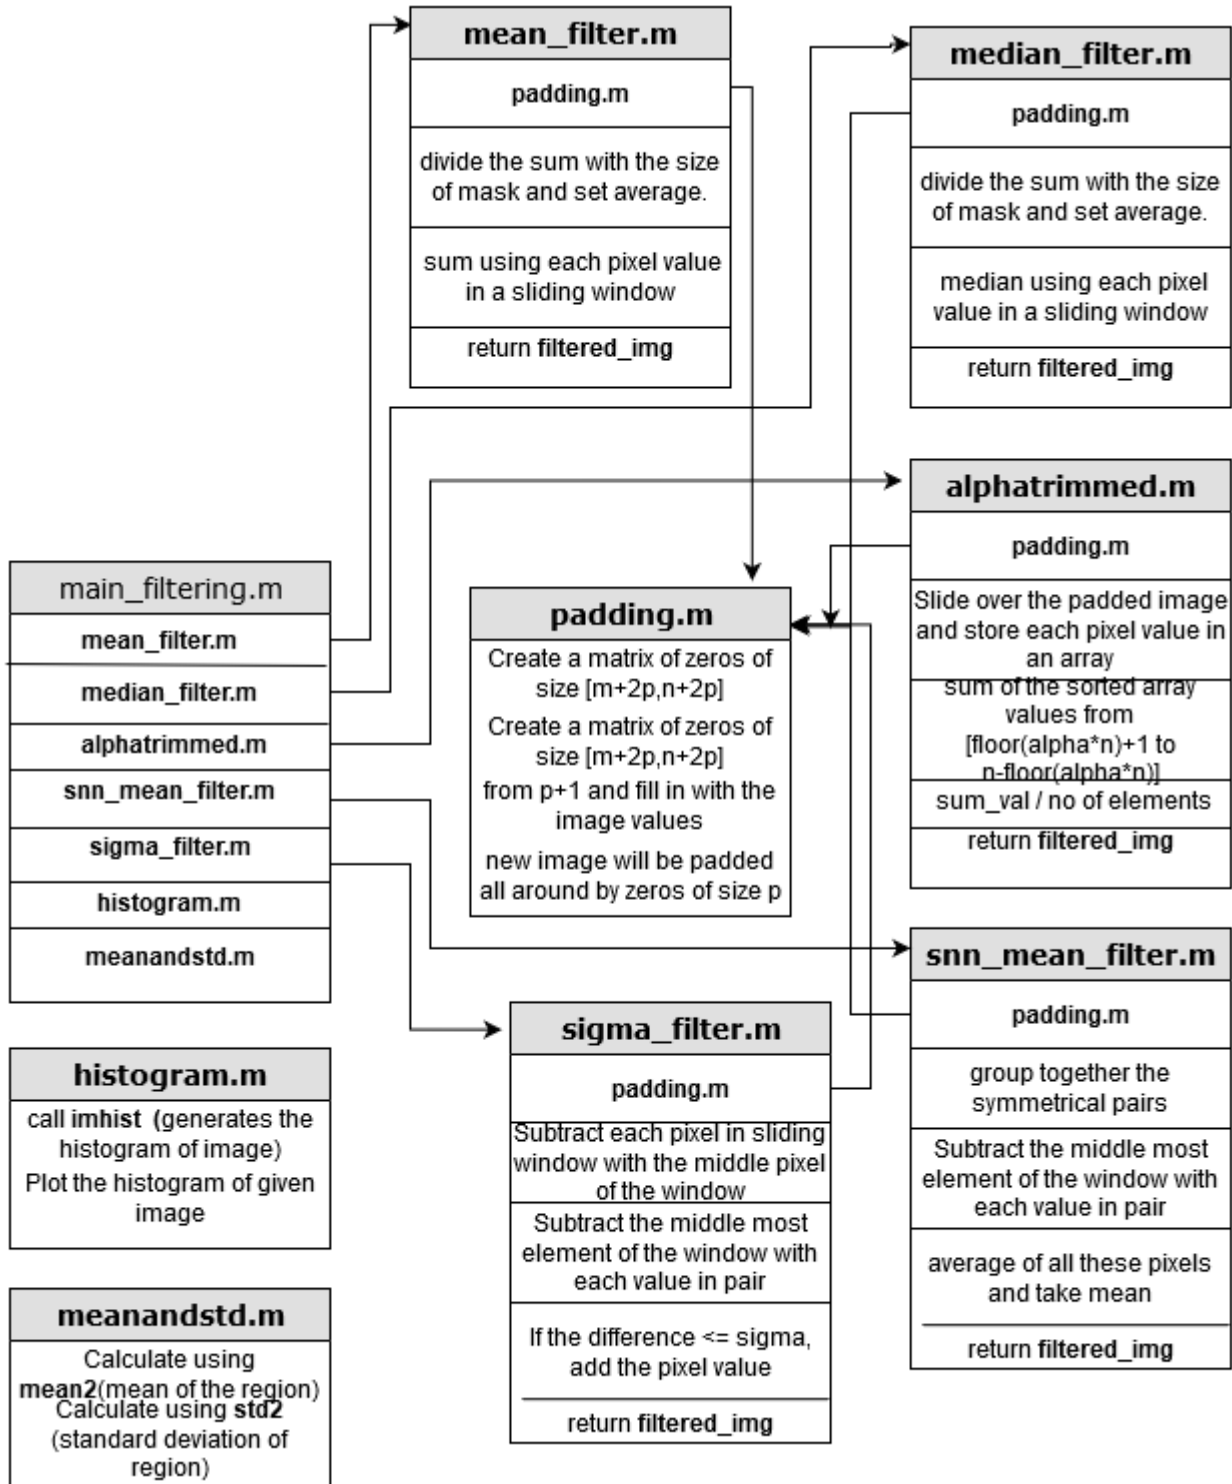 mean_filter.m
padding.m
divide the sum with the size
of mask and set average.
sum using each pixel value
in a sliding window
return filtered_img
median_filter.m
padding.m
divide the sum with the size
of mask and set average.
median using each pixel
value in a sliding window
return filtered_img
alphatrimmed.m
padding.m
Slide over the padded image
and store each pixel value in
an array
sum of the sorted array
values from
[floor(alpha*n)+1 to
n-floor(alpha*n)]
sum_val / no of elements
return filtered_img
main_filtering.m
mean_filter.m
median_filter.m
alphatrimmed.m
snn_mean_filter.m
sigma_filter.m
histogram.m
meanandstd.m
padding.m
Create a matrix of zeros of
size [m+2p,n+2p]
Create a matrix of zeros of
size [m+2p,n+2p]
from p+1 and fill in with the
image values
new image will be padded
all around by zeros of size p
snn_mean_filter.m
padding.m
group together the
symmetrical pairs
Subtract the middle most
element of the window with
each value in pair
average of all these pixels
and take mean
return filtered_img
sigma_filter.m
padding.m
Subtract each pixel in sliding
window with the middle pixel
of the window
Subtract the middle most
element of the window with
each value in pair
If the difference <= sigma,
add the pixel value
return filtered_img
histogram.m
call imhist (generates the
histogram of image)
Plot the histogram of given
image
meanandstd.m
Calculate using
mean2(mean of the region)
Calculate using std2
(standard deviation of
region)